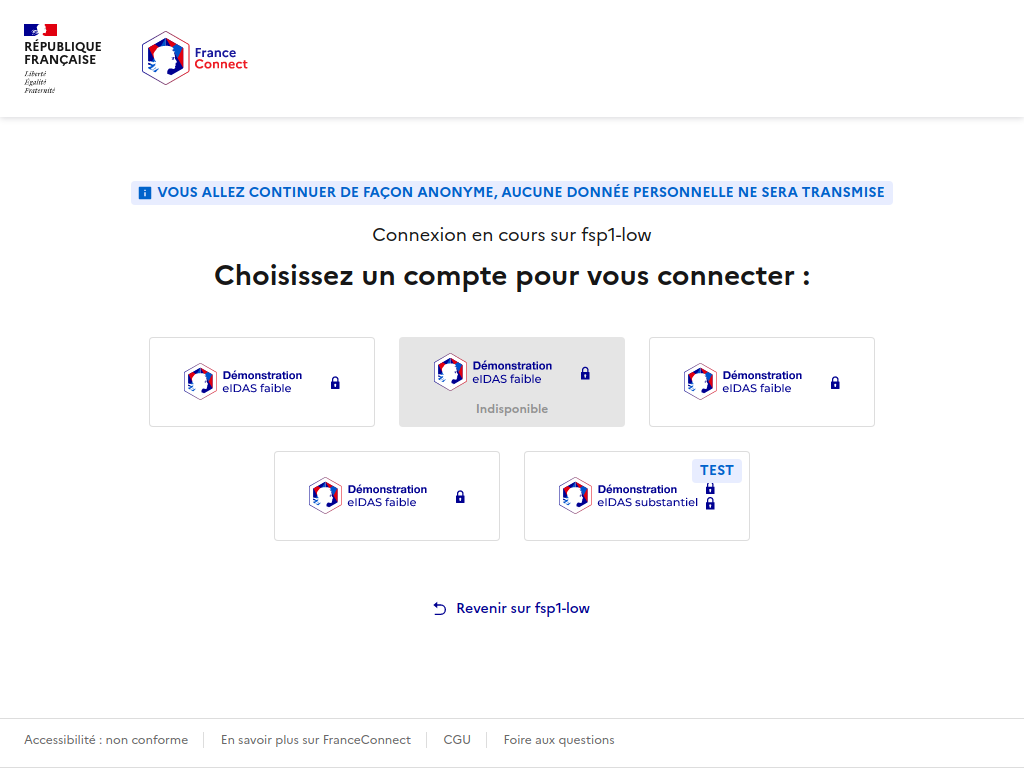 RÉPUBLIQUE
FRANÇAISE
Liberté
Égalité
Fraternité
France
Connect
VOUS ALLEZ CONTINUER DE FAÇON ANONYME, AUCUNE DONNÉE PERSONNELLE NE SERA TRANSMISE
Connexion en cours sur fsp1-low
Choisissez un compte pour vous connecter :
Démonstration
eIDAS faible
Démonstration
eIDAS faible
Indisponible
Démonstration
eIDAS faible
Démonstration
eIDAS faible
TEST
Démonstration
eIDAS substantiel
Revenir sur fsp1-low
Accessibilité : non conforme
En savoir plus sur FranceConnect
CGU
Foire aux questions